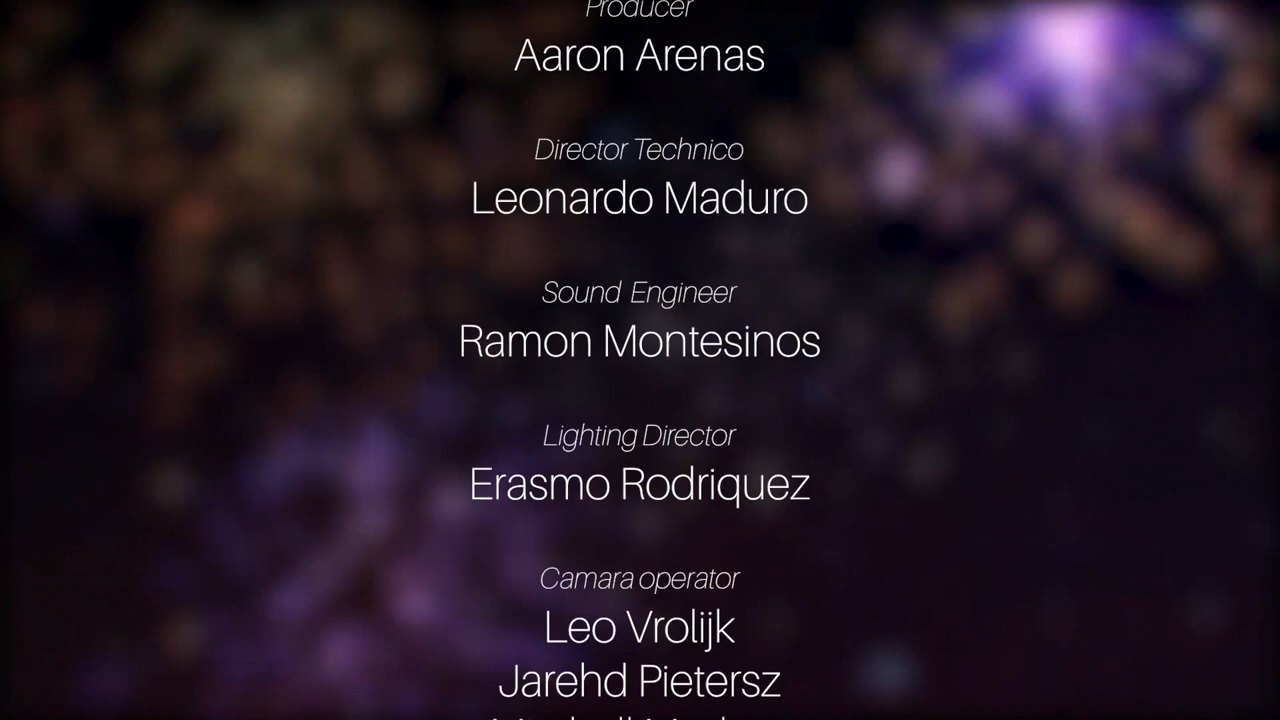 Producer
Aaron Arenas
Director Technico
Leonardo Maduro
Sound Engineer
Ramon Montesinos
Lighting Director
Erasmo Rodriquez
Camara operator
Leo Vrolijk
Jarehd Pietersz